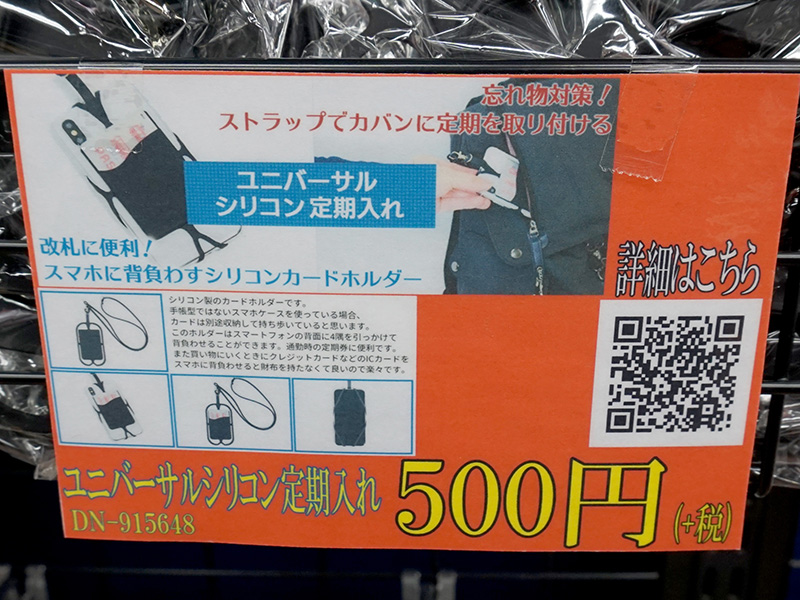 忘れ物対策！
ストラップでカバンに定期を取り付ける
ユニバーサル
シリコン 定期入れ
改札に便利！
スマホに背負わすシリコンカードホルダー
詳細はこちら
シリコン製のカードホルダーです。
手帳型ではないスマホケースを使っている場合、
カードは別途収納して持ち歩いていると思います。
このホルダーはスマートフォンの背面に4隅を引っかけて
背負わせることができます。通勤時の定期券に便利です。
また買い物にいくときにクレジットカードなどのICカードを
スマホに背負わせると財布を持たなくて良いので楽々です。
ユニバーサルシリコン定期入れ
500円
(+税)
DN-915648